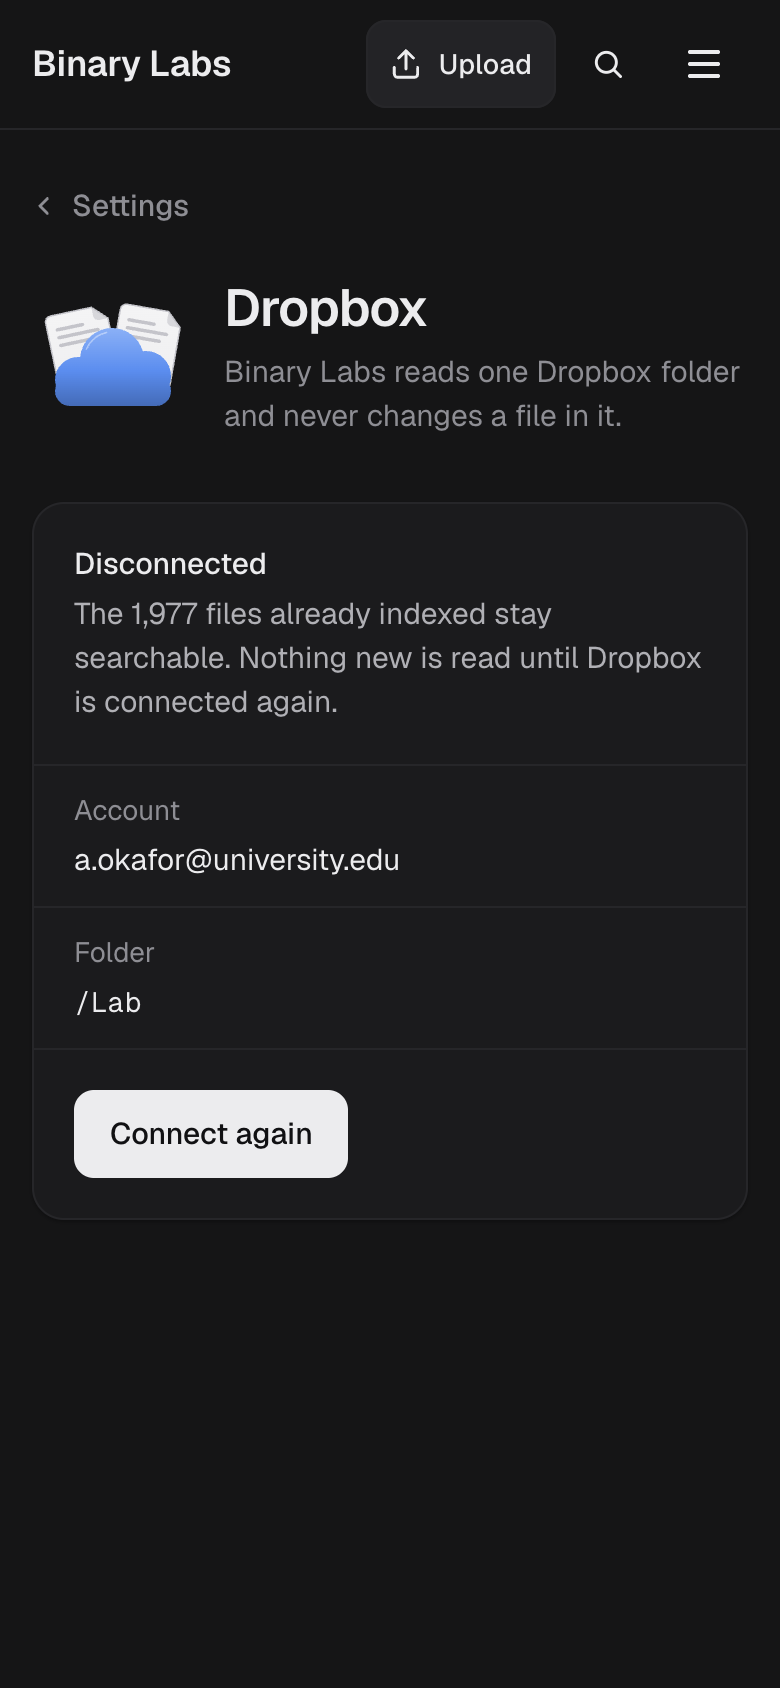 Binary Labs
Upload
Settings
Dropbox
Binary Labs reads one Dropbox folder
and never changes a file in it.
Disconnected
The 1,977 files already indexed stay
searchable. Nothing new is read until Dropbox
is connected again.
Account
a.okafor@university.edu
Folder
/Lab
Connect again